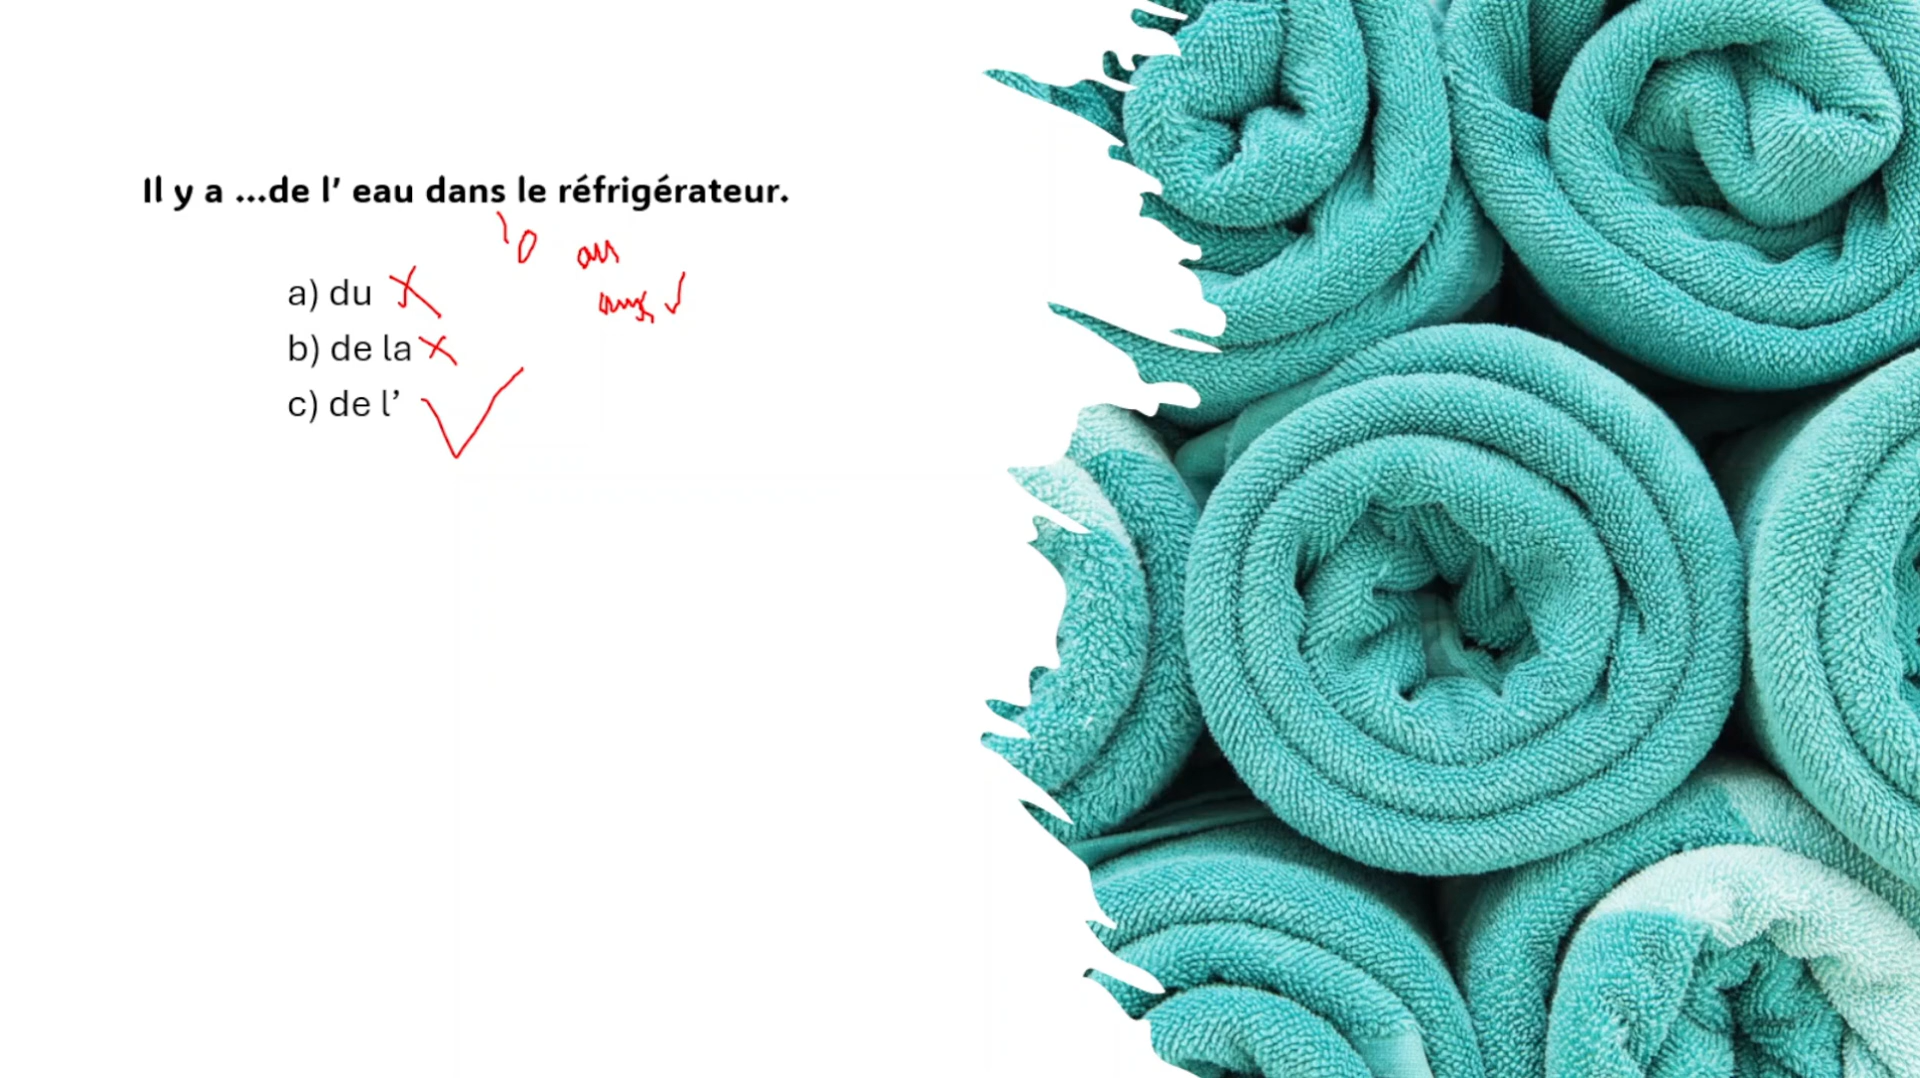 Il y a ...de l' eau dans le réfrigérateur.
a) du
b) de la
c) de l'